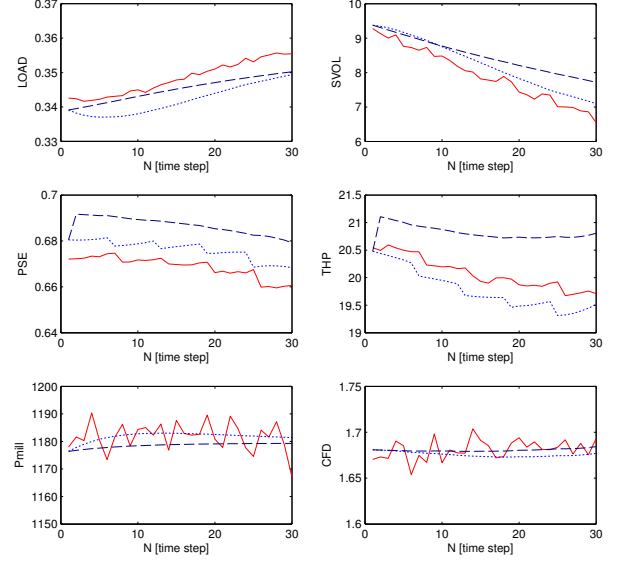 0.37
0.36
0.35
0.34
0.33
LOAD
0 10 20 30
N [time step]
10
9
8
7
6
SVOL
0 10 20 30
N [time step]
0.7
0.68
0.66
0.64
PSE
0 10 20 30
N [time step]
21.5
21
20.5
20
19.5
19
THP
0 10 20 30
N [time step]
1200
1190
1180
1170
1160
1150
Pmill
0 10 20 30
N [time step]
1.75
1.7
1.65
1.6
CFD
0 10 20 30
N [time step]